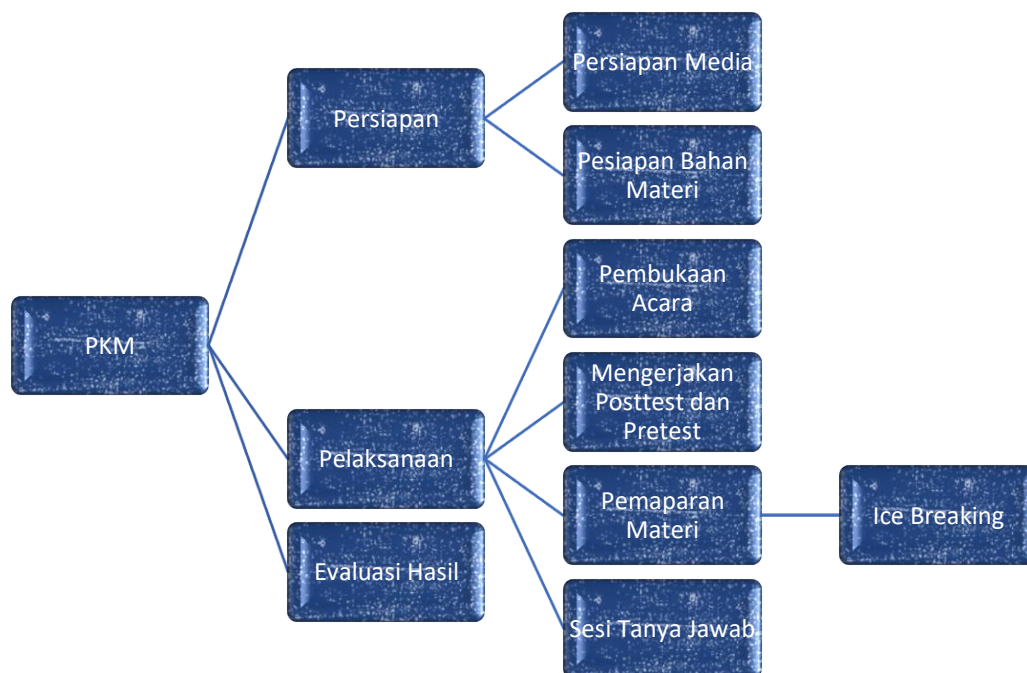 PKM
Persiapan
Persiapan Media
Pesiapan Bahan
Materi
Pelaksanaan
Pembukaan
Acara
Mengerjakan
Posttest dan
Pretest
Pemaparan
Materi
Ice Breaking
Sesi Tanya Jawab
Evaluasi Hasil